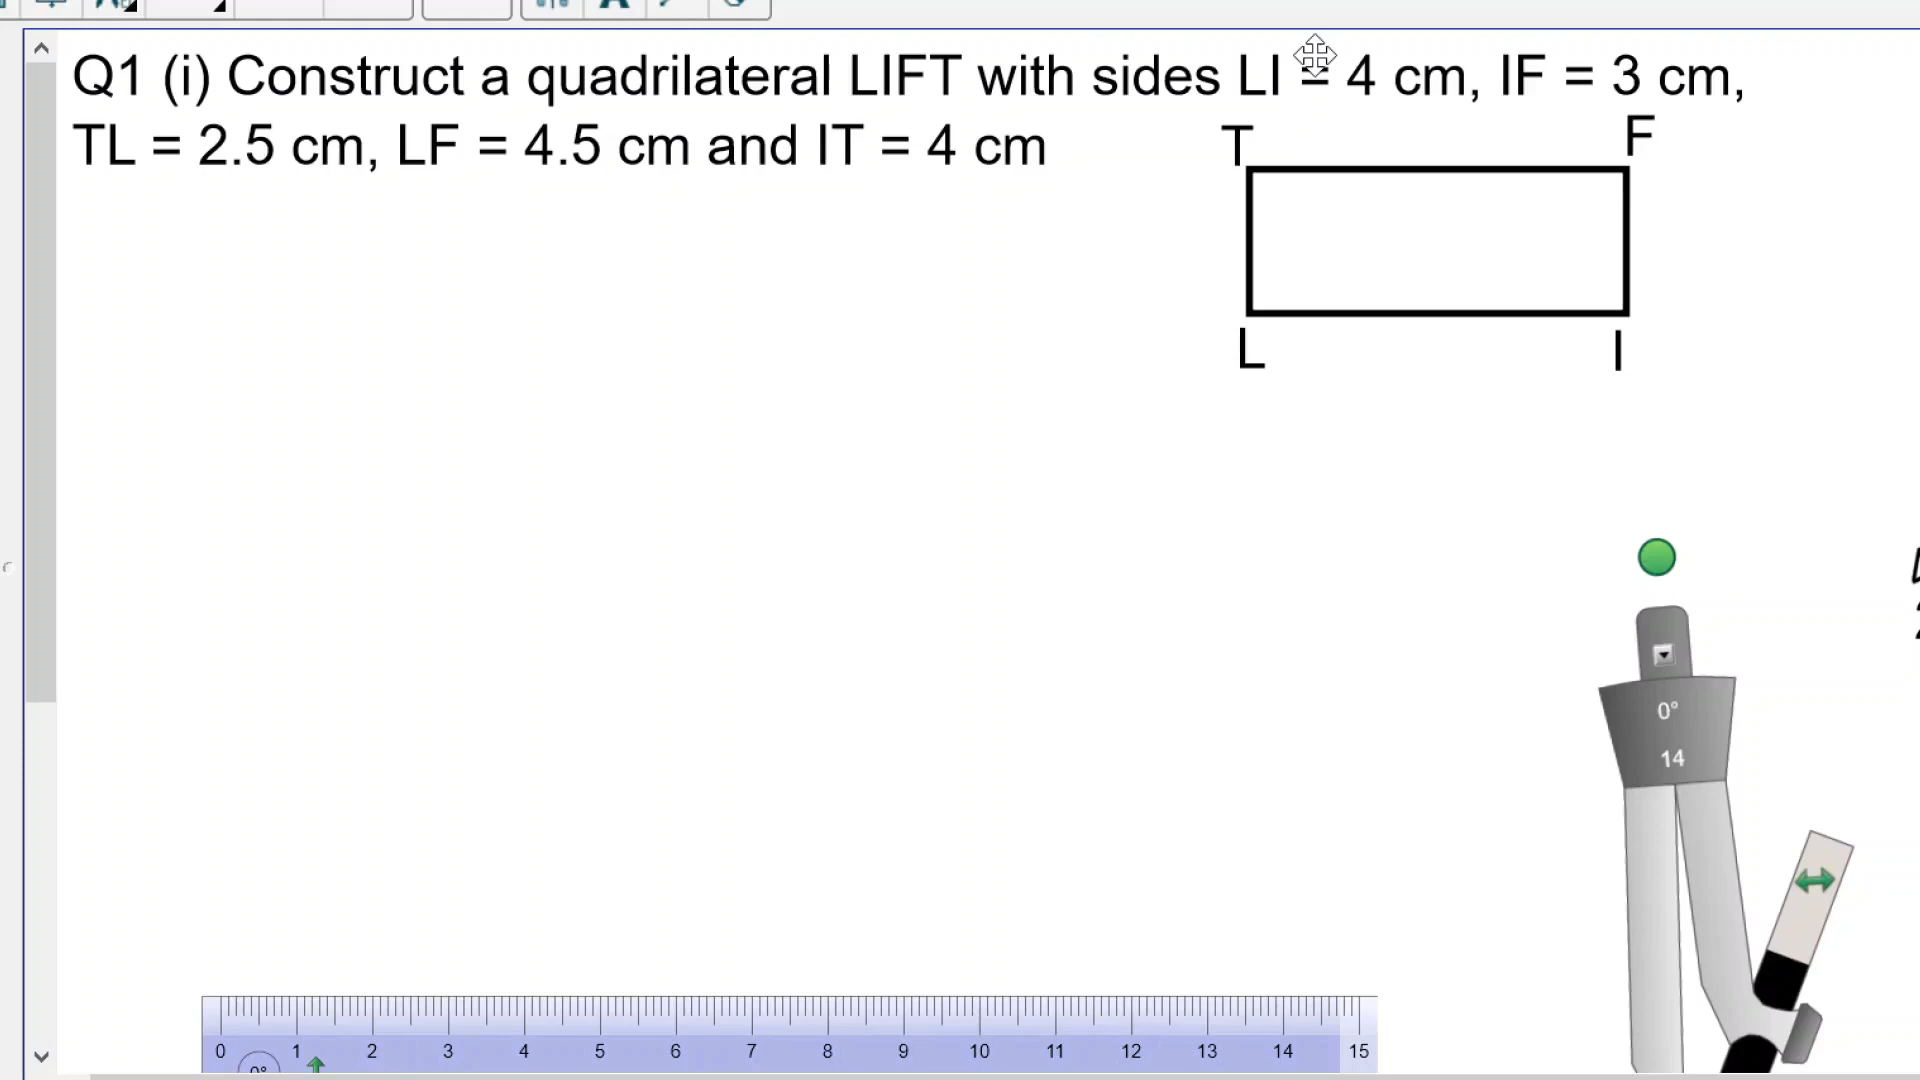 Q1 (i) Construct a quadrilateral LIFT with sides LI = 4 cm, IF = 3 cm,
TL = 2.5 cm, LF = 4.5 cm and IT = 4 cm
T F
L I
0°
14
0 1 2 3 4 5 6 7 8 9 10 11 12 13 14 15
0°